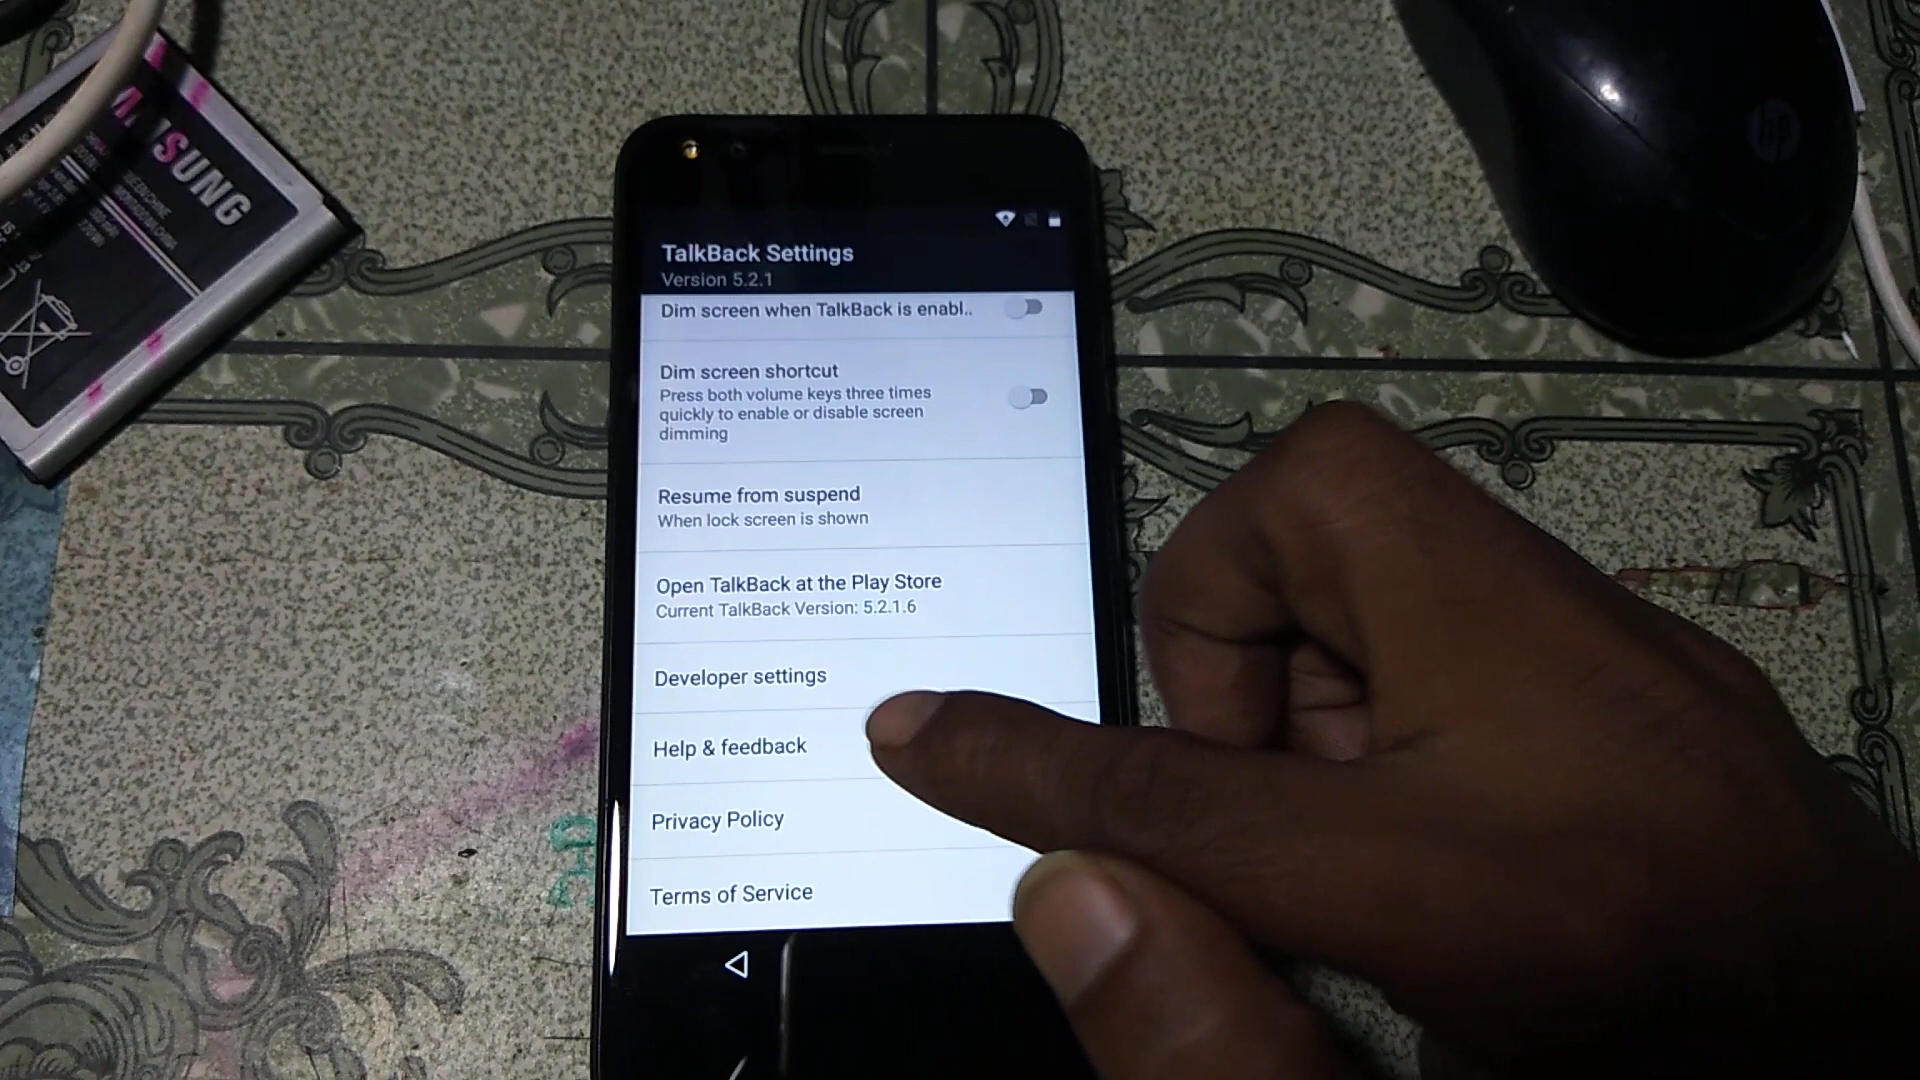 SAMSUNG
hp
TalkBack Settings
Version 5.2.1
Dim screen when TalkBack is enabl..
Dim screen shortcut
Press both volume keys three times
quickly to enable or disable screen
dimming
Resume from suspend
When lock screen is shown
Open TalkBack at the Play Store
Current TalkBack Version: 5.2.1.6
Developer settings
Help & feedback
Privacy Policy
Terms of Service